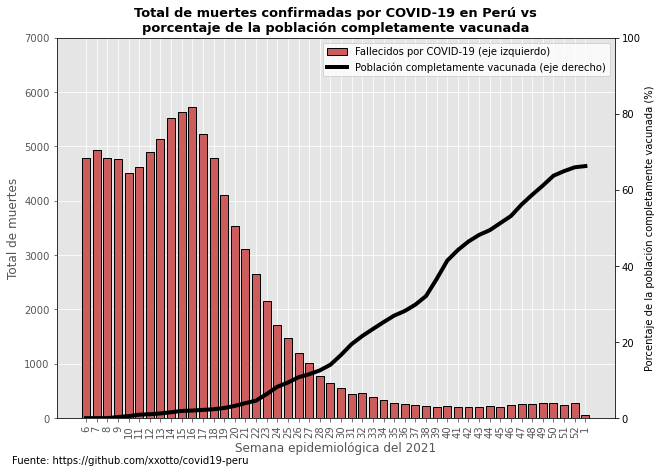 Total de muertes confirmadas por COVID-19 en Perú vs
porcentaje de la población completamente vacunada
Fallecidos por COVID-19 (eje izquierdo)
Población completamente vacunada (eje derecho)
Total de muertes
7000
6000
5000
4000
3000
2000
1000
0
100
80
60
40
20
0
Porcentaje de la población completamente vacunada (%)
6 7 8 9 10 11 12 13 14 15 16 17 18 19 20 21 22 23 24 25 26 27 28 29 30 31 32 33 34 35 36 37 38 39 40 41 42 43 44 45 46 47 48 49 50 51 52 1
Semana epidemiológica del 2021
Fuente: https://github.com/xxotto/covid19-peru